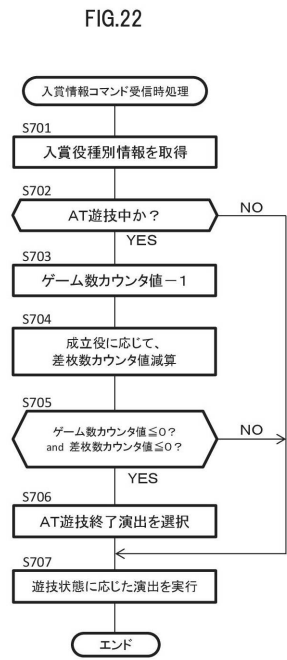 FIG.22
入賞情報コマンド受信時処理
S701
入賞役種別情報を取得
S702
AT遊技中か？
NO
YES
S703
ゲーム数カウンタ値－1
S704
成立役に応じて、
差枚数カウンタ値減算
S705
ゲーム数カウンタ値≦0？
and 差枚数カウンタ値≦0？
NO
YES
S706
AT遊技終了演出を選択
S707
遊技状態に応じた演出を実行
エンド